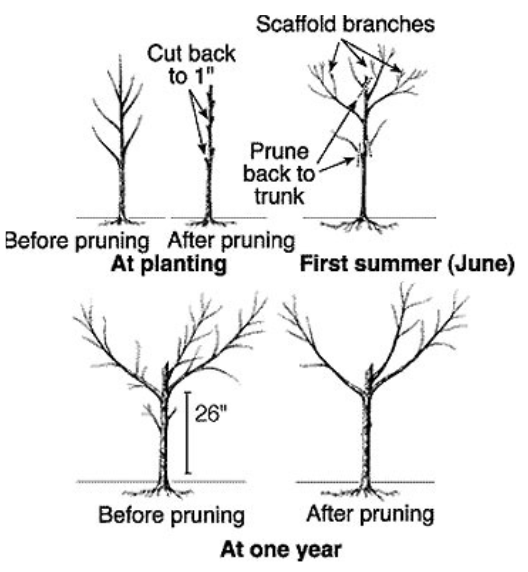 Scaffold branches
Cut back
to 1"
Prune
back to
trunk
Before pruning
After pruning
At planting
First summer (June)
26"
Before pruning
After pruning
At one year